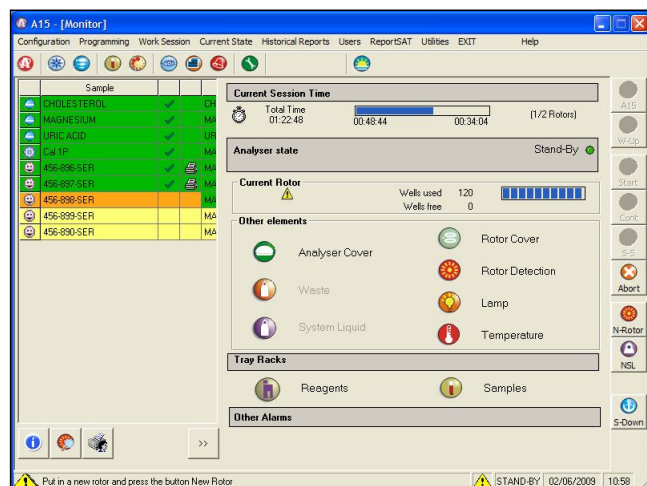 A15 - [Monitor]
Configuration Programming Work Session Current State Historical Reports Users ReportSAT Utilities EXIT Help
Sample
CHOLESTEROL CH
MAGNESIUM MA
URIC ACID UR
Cal 1P MA
456-896-SER MA
456-897-SER MA
456-898-SER MA
456-899-SER MA
456-890-SER MA
Current Session Time
Total Time
01:22:48 00:48:44 00:34:04 (1/2 Rotors)
Analyser state Stand-By
Current Rotor
Wells used 120
Wells free 0
Other elements
Analyser Cover Rotor Cover
Waste Rotor Detection
System Liquid Lamp
Temperature
Tray Racks
Reagents Samples
Other Alarms
A15
W-Up
Start
Cont
S-S
Abort
N-Rotor
NSL
S-Down
>>
Put in a new rotor and press the button New Rotor STAND-BY 02/06/2009 10:58